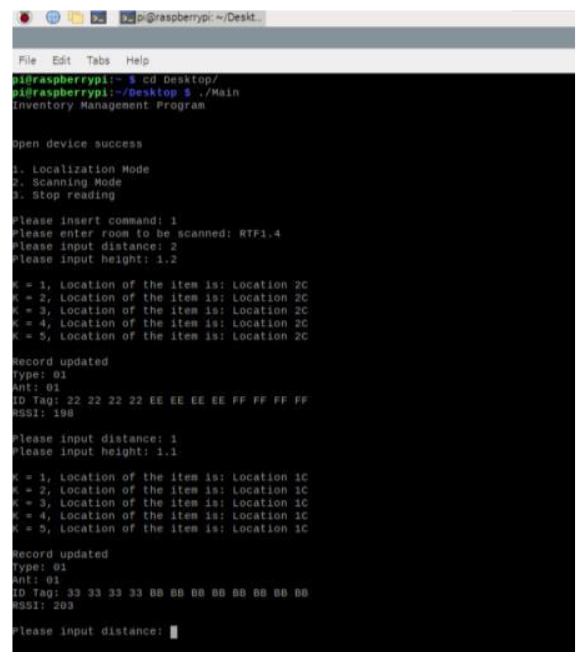 pi@raspberrypi: ~/Deskt...
File Edit Tabs Help
pi@raspberrypi:~ $ cd Desktop/
pi@raspberrypi:~/Desktop $ ./Main
Inventory Management Program
Open device success
1. Localization Mode
2. Scanning Mode
3. Stop reading
Please insert command: 1
Please enter room to be scanned: RTF1.4
Please input distance: 2
Please input height: 1.2
K = 1, Location of the item is: Location 2C
K = 2, Location of the item is: Location 2C
K = 3, Location of the item is: Location 2C
K = 4, Location of the item is: Location 2C
K = 5, Location of the item is: Location 2C
Record updated
Type: 01
Ant: 01
ID Tag: 22 22 22 22 EE EE EE EE FF FF FF FF
RSSI: 198
Please input distance: 1
Please input height: 1.1
K = 1, Location of the item is: Location 1C
K = 2, Location of the item is: Location 1C
K = 3, Location of the item is: Location 1C
K = 4, Location of the item is: Location 1C
K = 5, Location of the item is: Location 1C
Record updated
Type: 01
Ant: 01
ID Tag: 33 33 33 33 BB BB BB BB BB BB BB BB
RSSI: 203
Please input distance: